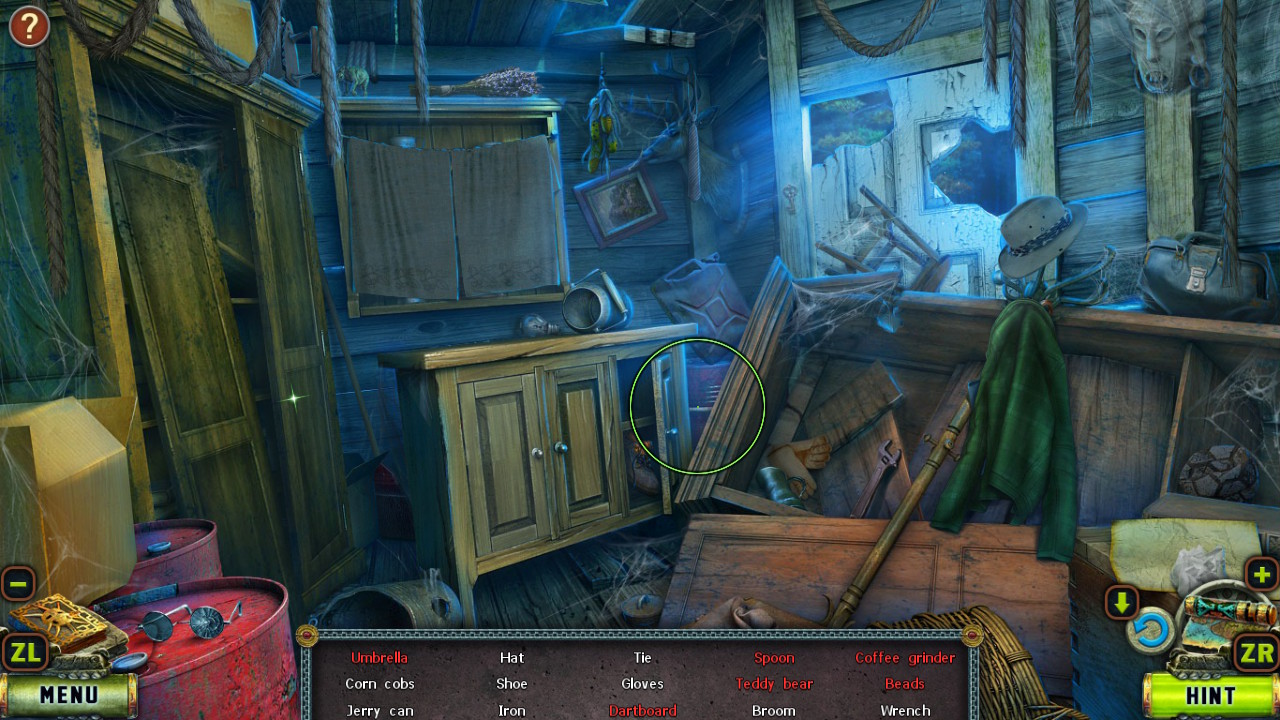 ?
Umbrella Hat Tie Spoon Coffee grinder
Corn cobs Shoe Gloves Teddy bear Beads
Jerry can Iron Dartboard Broom Wrench
ZL
MENU
ZR
HINT